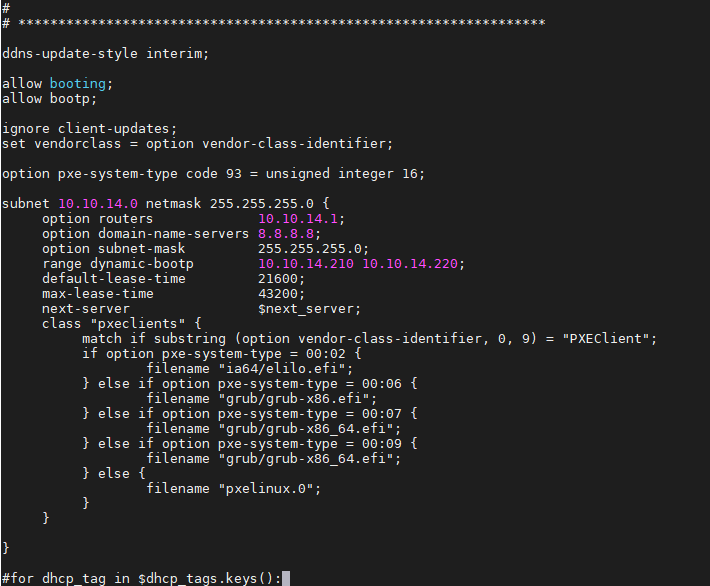 #
# ******************************************************************
ddns-update-style interim;
allow booting;
allow bootp;
ignore client-updates;
set vendorclass = option vendor-class-identifier;
option pxe-system-type code 93 = unsigned integer 16;
subnet 10.10.14.0 netmask 255.255.255.0 {
     option routers             10.10.14.1;
     option domain-name-servers 8.8.8.8;
     option subnet-mask         255.255.255.0;
     range dynamic-bootp        10.10.14.210 10.10.14.220;
     default-lease-time         21600;
     max-lease-time             43200;
     next-server                $next_server;
     class "pxeclients" {
          match if substring (option vendor-class-identifier, 0, 9) = "PXEClient";
          if option pxe-system-type = 00:02 {
                  filename "ia64/elilo.efi";
          } else if option pxe-system-type = 00:06 {
                  filename "grub/grub-x86.efi";
          } else if option pxe-system-type = 00:07 {
                  filename "grub/grub-x86_64.efi";
          } else if option pxe-system-type = 00:09 {
                  filename "grub/grub-x86_64.efi";
          } else {
                  filename "pxelinux.0";
          }
     }
}
#for dhcp_tag in $dhcp_tags.keys():